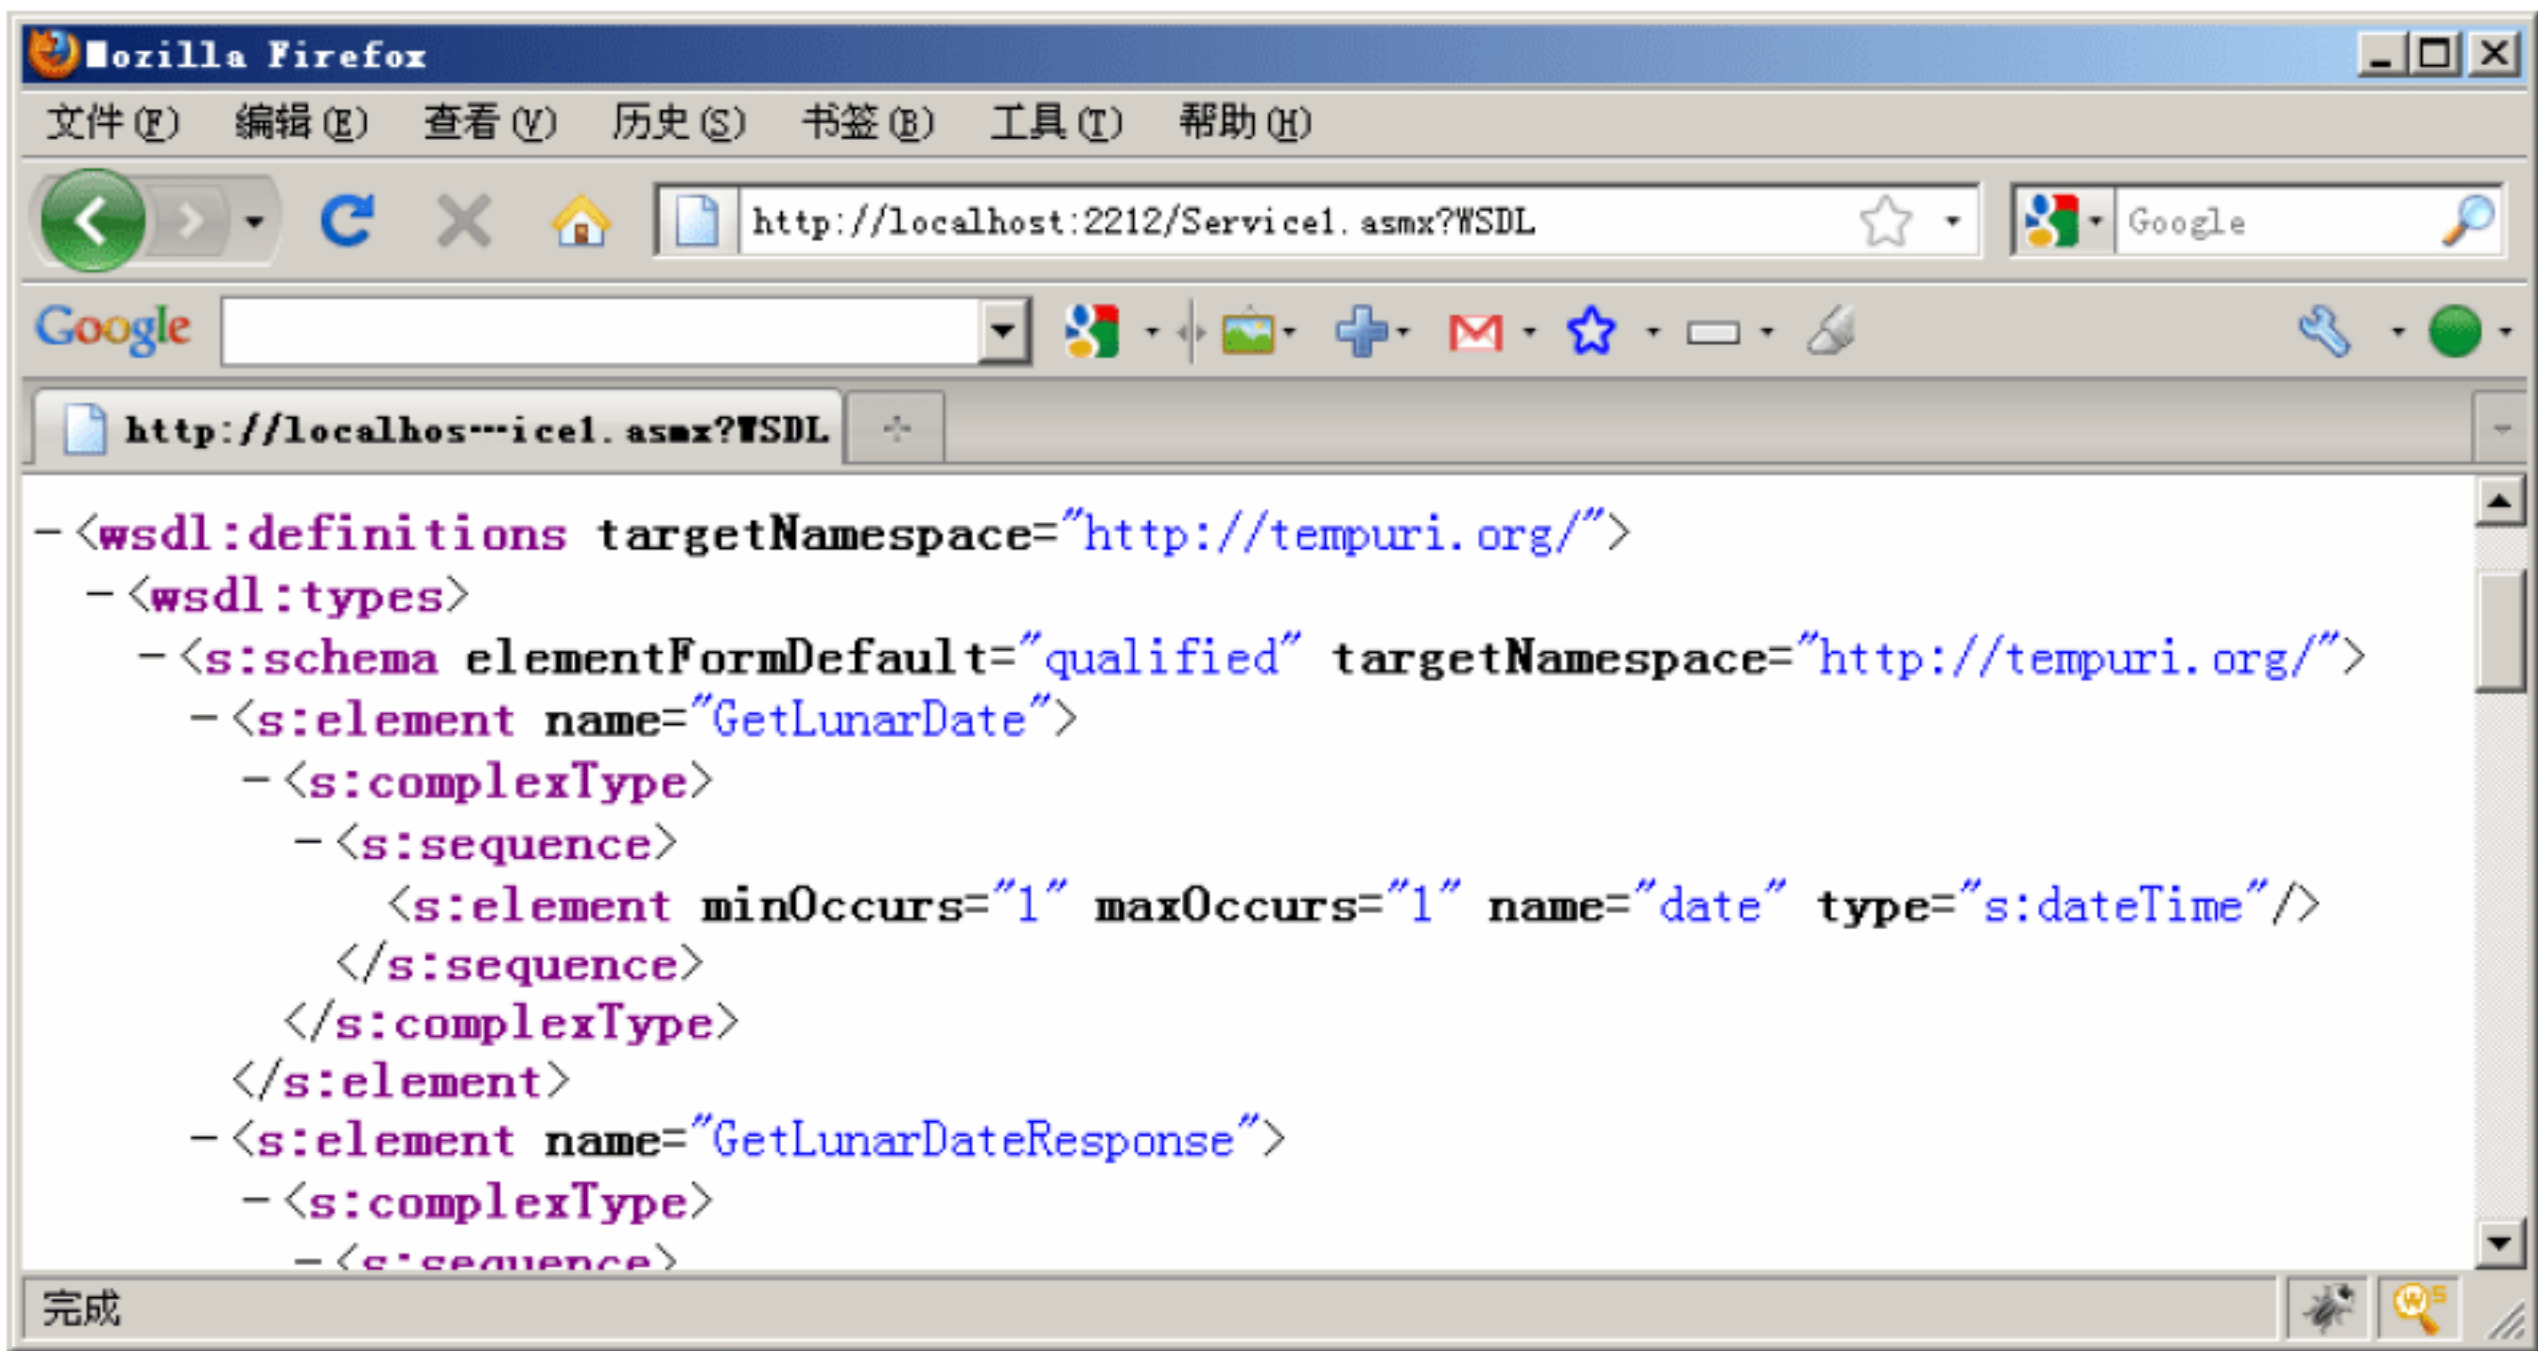 Mozilla Firefox
文件(F) 编辑(E) 查看(V) 历史(S) 书签(B) 工具(T) 帮助(H)
http://localhost:2212/Service1.asmx?WSDL Google
Google
http://localhos…ice1.asmx?WSDL
-<wsdl:definitions targetNamespace="http://tempuri.org/">
-<wsdl:types>
-<s:schema elementFormDefault="qualified" targetNamespace="http://tempuri.org/">
-<s:element name="GetLunarDate">
-<s:complexType>
-<s:sequence>
<s:element minOccurs="1" maxOccurs="1" name="date" type="s:dateTime"/>
</s:sequence>
</s:complexType>
</s:element>
-<s:element name="GetLunarDateResponse">
-<s:complexType>
-<s:sequence>
完成